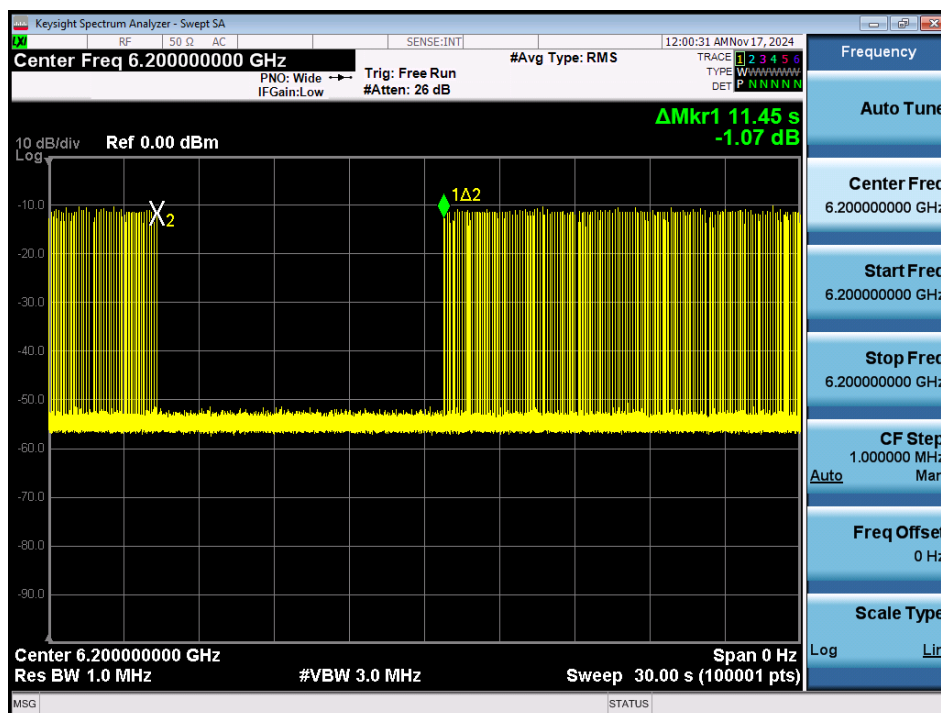 Keysight Spectrum Analyzer - Swept SA
LXI RF 50 Ω AC SENSE:INT 12:00:31 AM Nov 17, 2024
Center Freq 6.200000000 GHz
PNO: Wide
IFGain:Low
Trig: Free Run
#Atten: 26 dB
#Avg Type: RMS
TRACE 1 2 3 4 5 6
TYPE WWWWWWW
DET P N N N N N
ΔMkr1 11.45 s
-1.07 dB
10 dB/div Ref 0.00 dBm
Log
1Δ2
X2
-10.0
-20.0
-30.0
-40.0
-50.0
-60.0
-70.0
-80.0
-90.0
Center 6.200000000 GHz Span 0 Hz
Res BW 1.0 MHz #VBW 3.0 MHz Sweep 30.00 s (100001 pts)
MSG STATUS
Frequency
Auto Tune
Center Freq
6.200000000 GHz
Start Freq
6.200000000 GHz
Stop Freq
6.200000000 GHz
CF Step
1.000000 MHz
Auto Man
Freq Offset
0 Hz
Scale Type
Log Lin